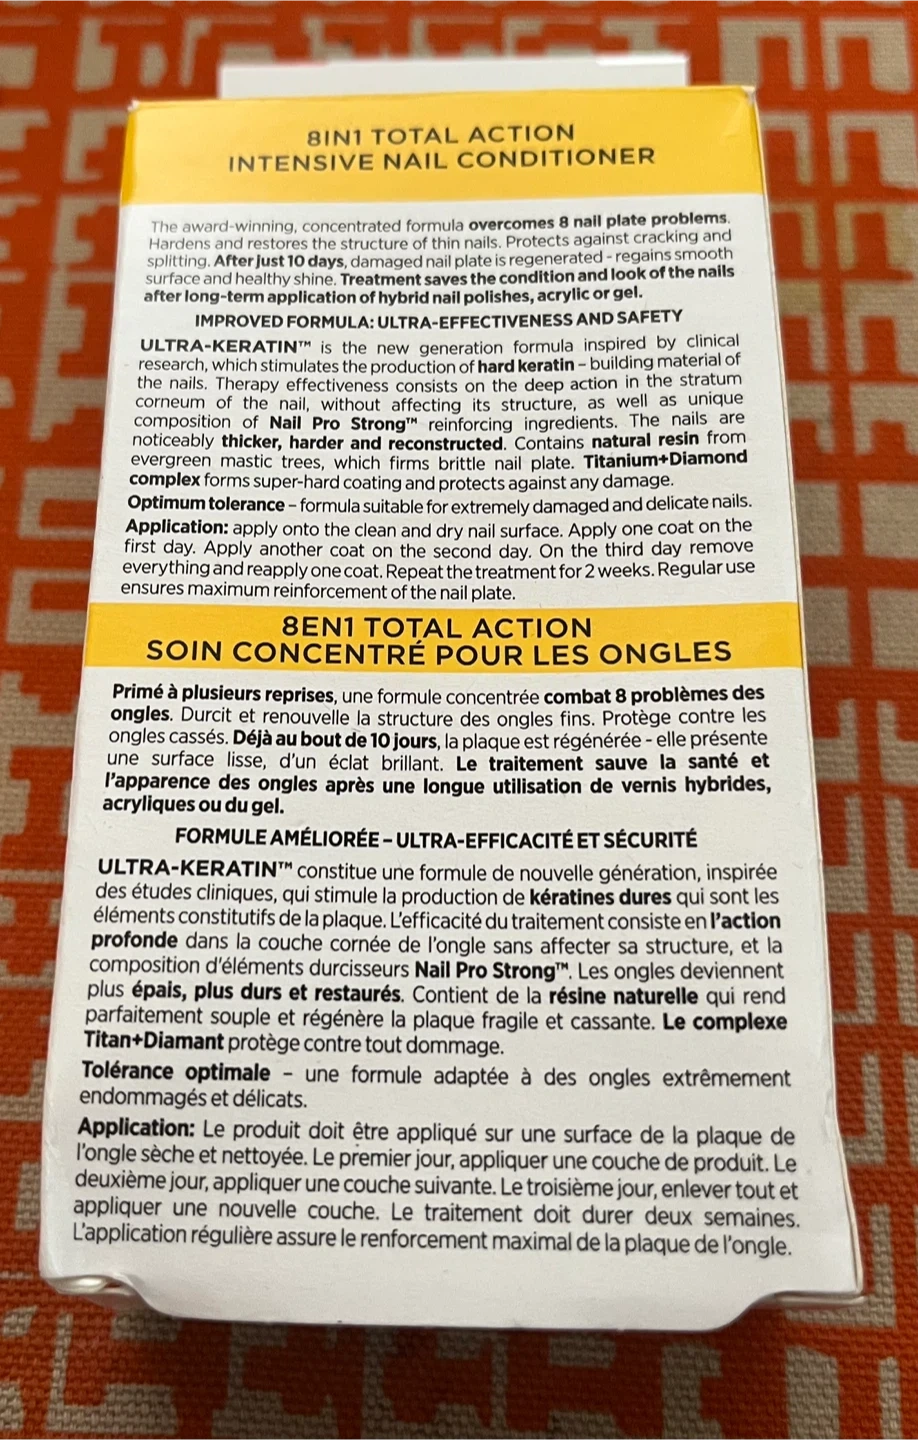 8IN1 TOTAL ACTION
INTENSIVE NAIL CONDITIONER
The award-winning, concentrated formula overcomes 8 nail plate problems.
Hardens and restores the structure of thin nails. Protects against cracking and
splitting. After just 10 days, damaged nail plate is regenerated - regains smooth
surface and healthy shine. Treatment saves the condition and look of the nails
after long-term application of hybrid nail polishes, acrylic or gel.
IMPROVED FORMULA: ULTRA-EFFECTIVENESS AND SAFETY
ULTRA-KERATIN™ is the new generation formula inspired by clinical
research, which stimulates the production of hard keratin – building material of
the nails. Therapy effectiveness consists on the deep action in the stratum
corneum of the nail, without affecting its structure, as well as unique
composition of Nail Pro Strong™ reinforcing ingredients. The nails are
noticeably thicker, harder and reconstructed. Contains natural resin from
evergreen mastic trees, which firms brittle nail plate. Titanium+Diamond
complex forms super-hard coating and protects against any damage.
Optimum tolerance – formula suitable for extremely damaged and delicate nails.
Application: apply onto the clean and dry nail surface. Apply one coat on the
first day. Apply another coat on the second day. On the third day remove
everything and reapply one coat. Repeat the treatment for 2 weeks. Regular use
ensures maximum reinforcement of the nail plate.
8EN1 TOTAL ACTION
SOIN CONCENTRÉ POUR LES ONGLES
Primé à plusieurs reprises, une formule concentrée combat 8 problèmes des
ongles. Durcit et renouvelle la structure des ongles fins. Protège contre les
ongles cassés. Déjà au bout de 10 jours, la plaque est régénérée - elle présente
une surface lisse, d'un éclat brillant. Le traitement sauve la santé et
l'apparence des ongles après une longue utilisation de vernis hybrides,
acryliques ou du gel.
FORMULE AMÉLIORÉE – ULTRA-EFFICACITÉ ET SÉCURITÉ
ULTRA-KERATIN™ constitue une formule de nouvelle génération, inspirée
des études cliniques, qui stimule la production de kératines dures qui sont les
éléments constitutifs de la plaque. L'efficacité du traitement consiste en l'action
profonde dans la couche cornée de l'ongle sans affecter sa structure, et la
composition d'éléments durcisseurs Nail Pro Strong™. Les ongles deviennent
plus épais, plus durs et restaurés. Contient de la résine naturelle qui rend
parfaitement souple et régénère la plaque fragile et cassante. Le complexe
Titan+Diamant protège contre tout dommage.
Tolérance optimale – une formule adaptée à des ongles extrêmement
endommagés et délicats.
Application: Le produit doit être appliqué sur une surface de la plaque de
l'ongle sèche et nettoyée. Le premier jour, appliquer une couche de produit. Le
deuxième jour, appliquer une couche suivante. Le troisième jour, enlever tout et
appliquer une nouvelle couche. Le traitement doit durer deux semaines.
L'application régulière assure le renforcement maximal de la plaque de l'ongle.